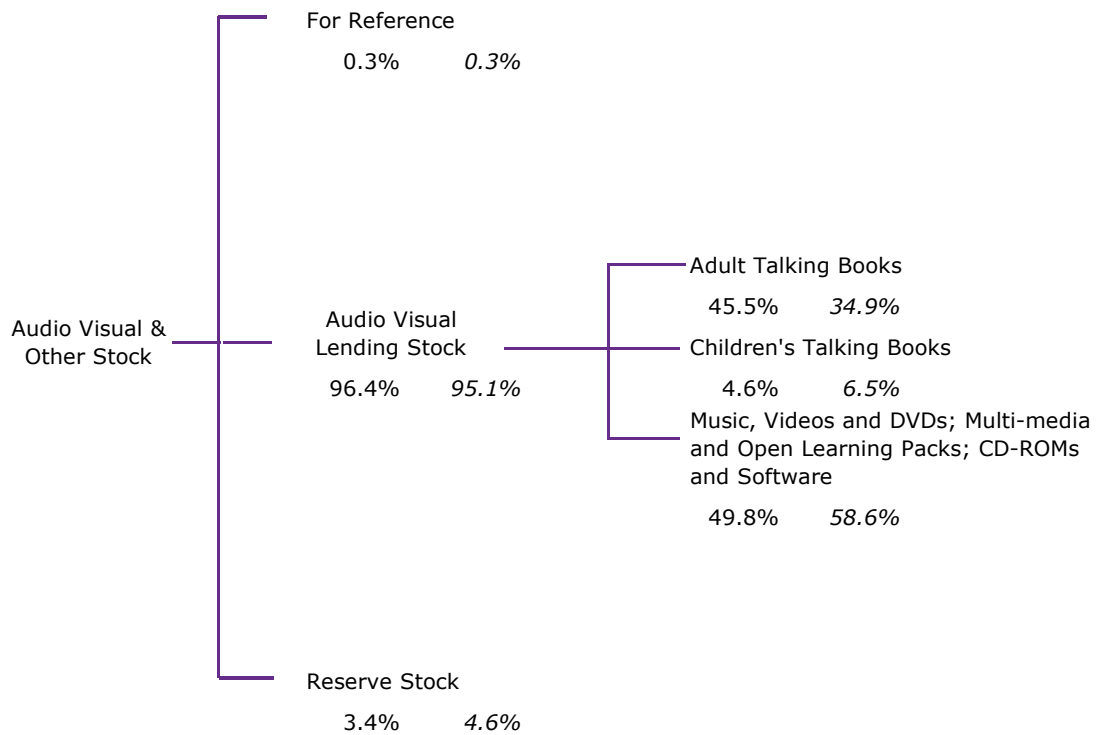 For Reference
0.3% 0.3%
Audio Visual &
Other Stock
Audio Visual
Lending Stock
96.4% 95.1%
Adult Talking Books
45.5% 34.9%
Children's Talking Books
4.6% 6.5%
Music, Videos and DVDs; Multi-media
and Open Learning Packs; CD-ROMs
and Software
49.8% 58.6%
Reserve Stock
3.4% 4.6%